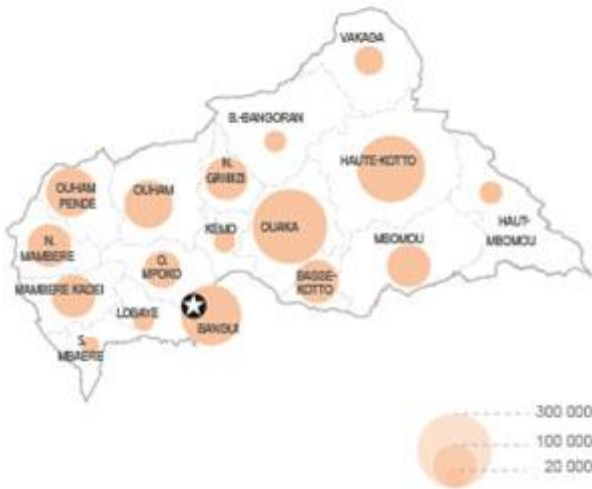 VAKAGA
B.-BANGORAN
HAUTE-KOTTO
N.
GRIBIZI
OUHAM
PENDE
OUHAM
HAUT-
MBOMOU
OUAKA
KEMO
MBOMOU
N.
MAMBERE
O.
MPOKO
BASSE-
KOTTO
MAMBERE KADEI
LOBAYE
BANGUI
S.
MBAERE
300 000
100 000
20 000